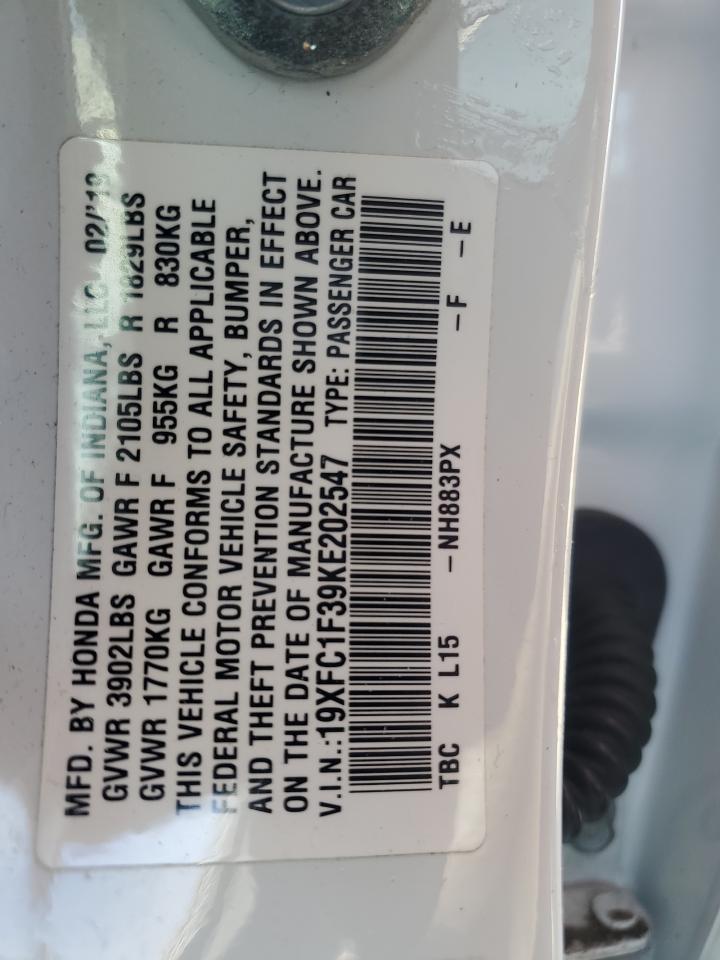 MFD. BY HONDA MFG. OF INDIANA, LLC 02/'19
GVWR 3902LBS GAWR F 2105LBS R 1829LBS
GVWR 1770KG GAWR F 955KG R 830KG
THIS VEHICLE CONFORMS TO ALL APPLICABLE
FEDERAL MOTOR VEHICLE SAFETY, BUMPER,
AND THEFT PREVENTION STANDARDS IN EFFECT
ON THE DATE OF MANUFACTURE SHOWN ABOVE.
V.I.N.:19XFC1F39KE202547 TYPE: PASSENGER CAR
TBC K L15 -NH883PX -F -E